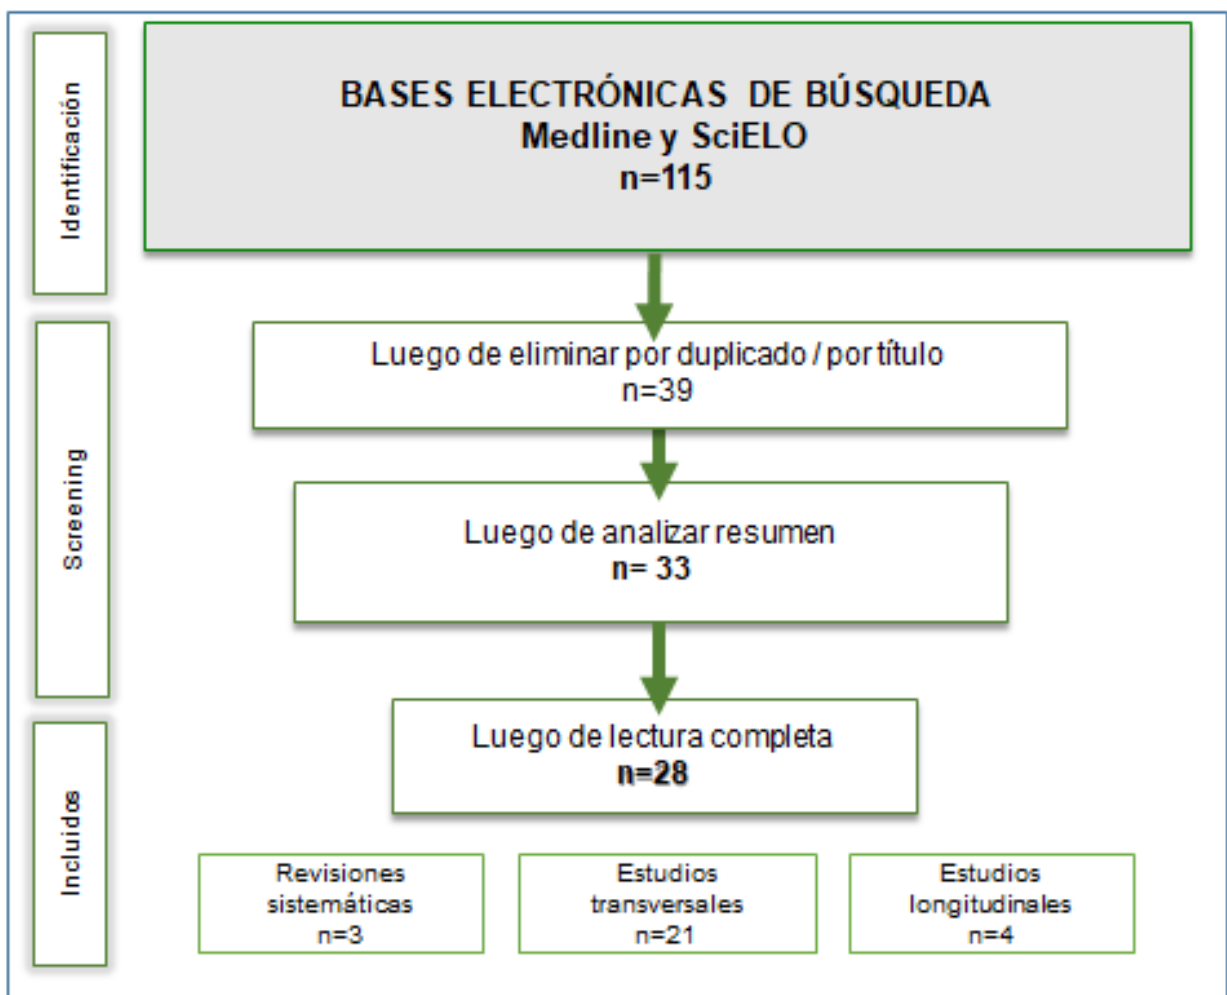 Identificación
BASES ELECTRÓNICAS DE BÚSQUEDA
Medline y SciELO
n=115
Screening
Luego de eliminar por duplicado / por título
n=39
Luego de analizar resumen
n= 33
Incluidos
Luego de lectura completa
n=28
Revisiones
sistemáticas
n=3
Estudios
transversales
n=21
Estudios
longitudinales
n=4